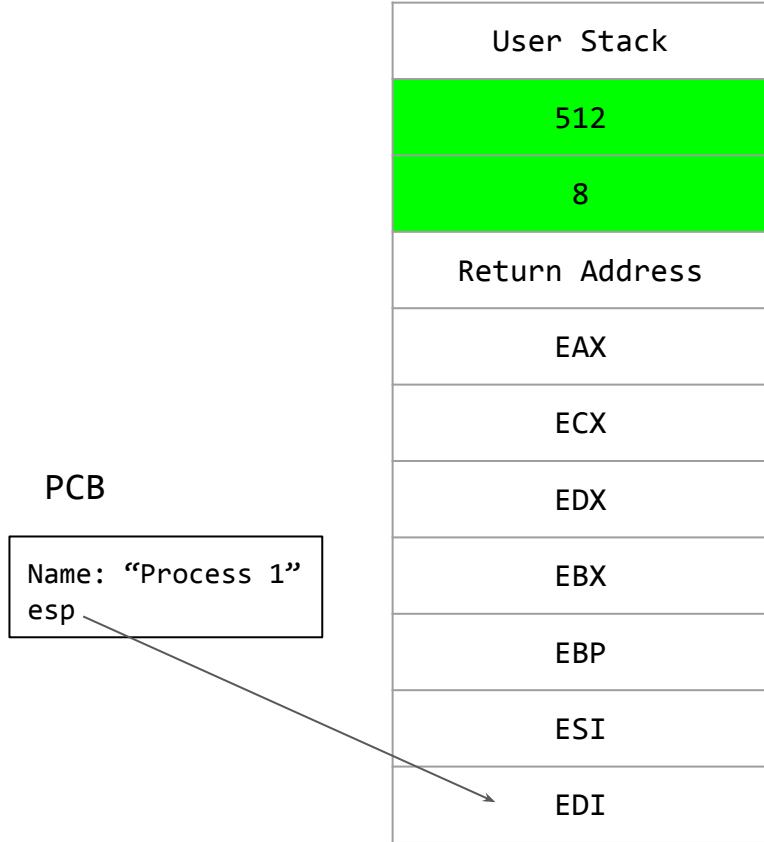 User Stack
512
8
Return Address
EAX
ECX
EDX
EBX
EBP
ESI
EDI
PCB
Name: “Process 1”
esp